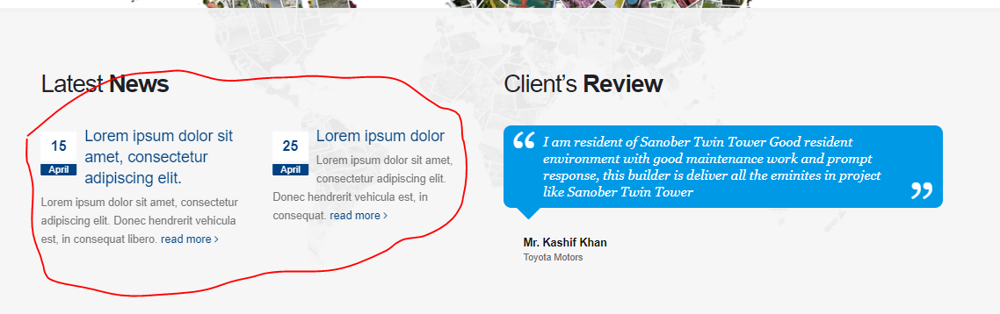 Latest News
15
April
Lorem ipsum dolor sit
amet, consectetur
adipiscing elit.
Lorem ipsum dolor sit amet, consectetur
adipiscing elit. Donec hendrerit vehicula
est, in consequat libero. read more ›
25
April
Lorem ipsum dolor
Lorem ipsum dolor sit amet,
consectetur adipiscing elit.
Donec hendrerit vehicula est, in
consequat. read more ›
Client's Review
“ I am resident of Sanober Twin Tower Good resident
environment with good maintenance work and prompt
response, this builder is deliver all the eminites in project
like Sanober Twin Tower ”
Mr. Kashif Khan
Toyota Motors